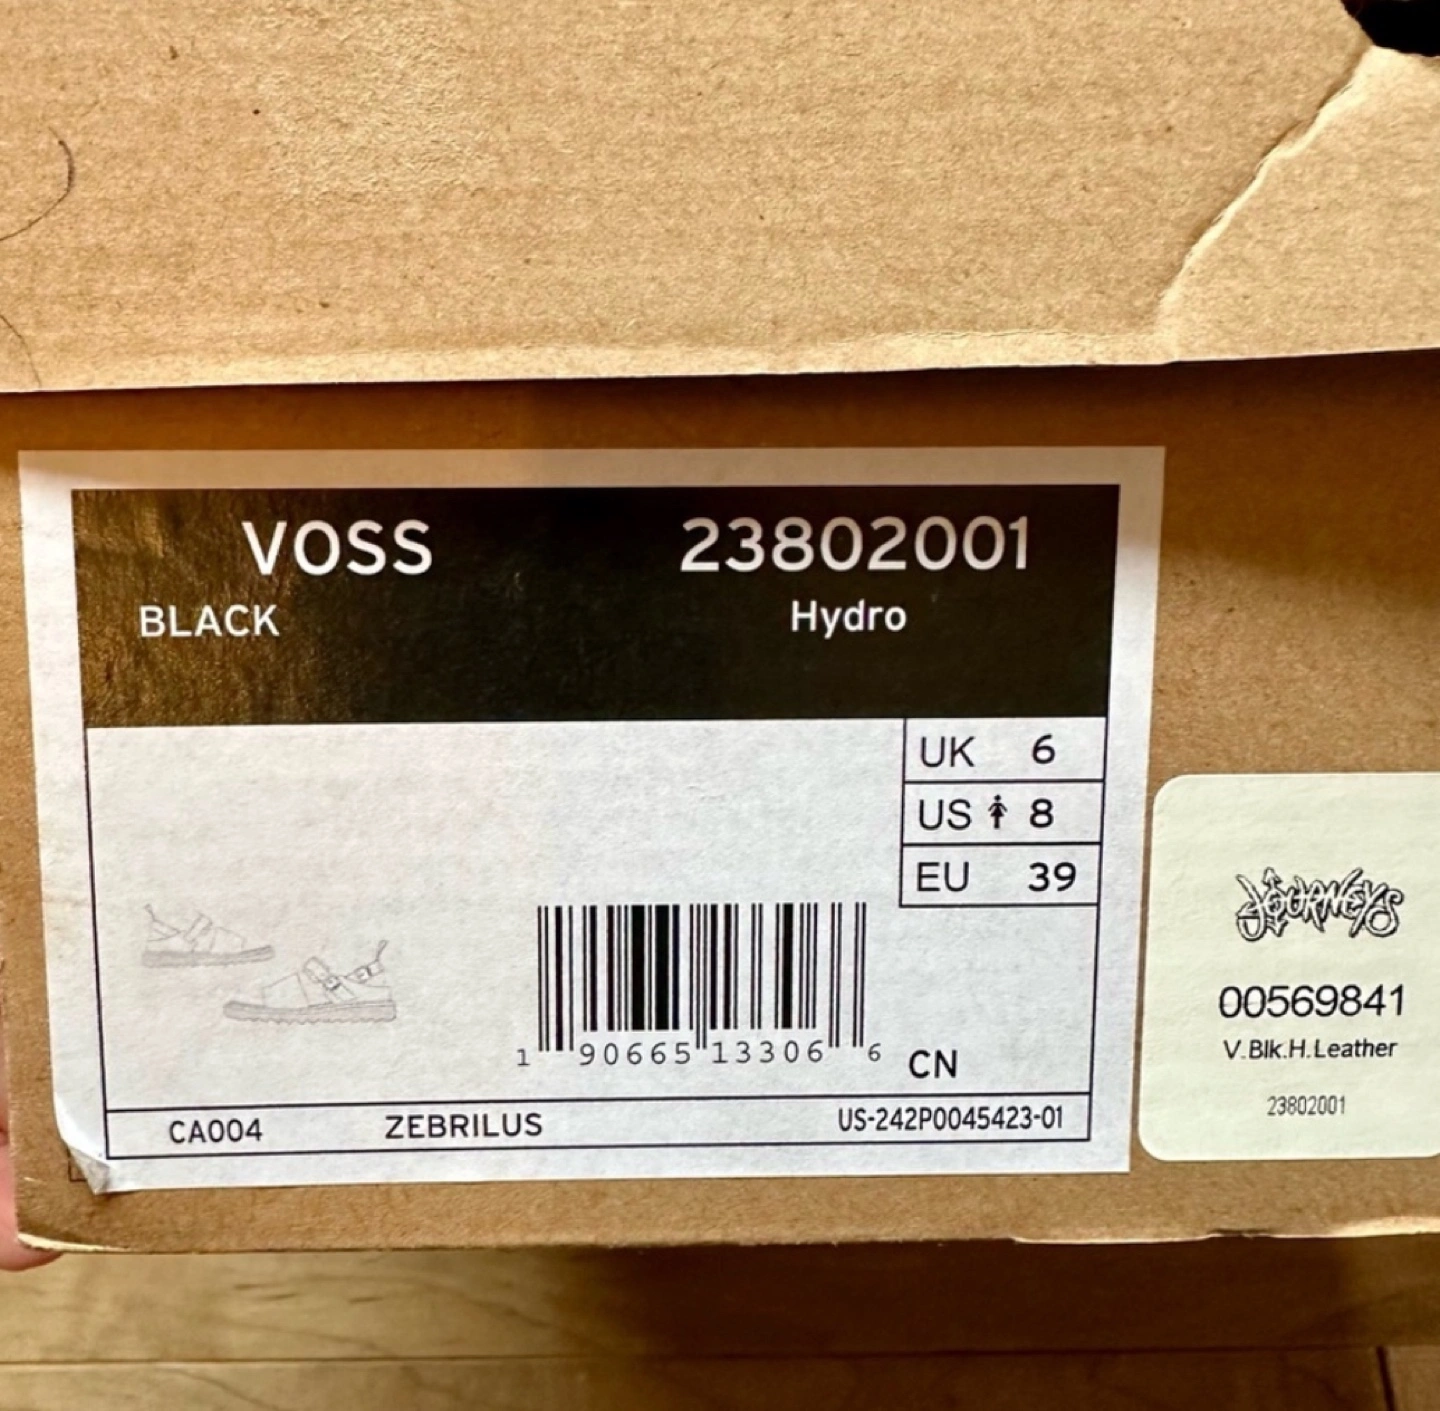 VOSS 23802001
BLACK Hydro
UK 6
US 8
EU 39
1 90665 13306 6
CN
CA004 ZEBRILUS US-242P0045423-01
JOURNEYS
00569841
V.Blk.H.Leather
23802001